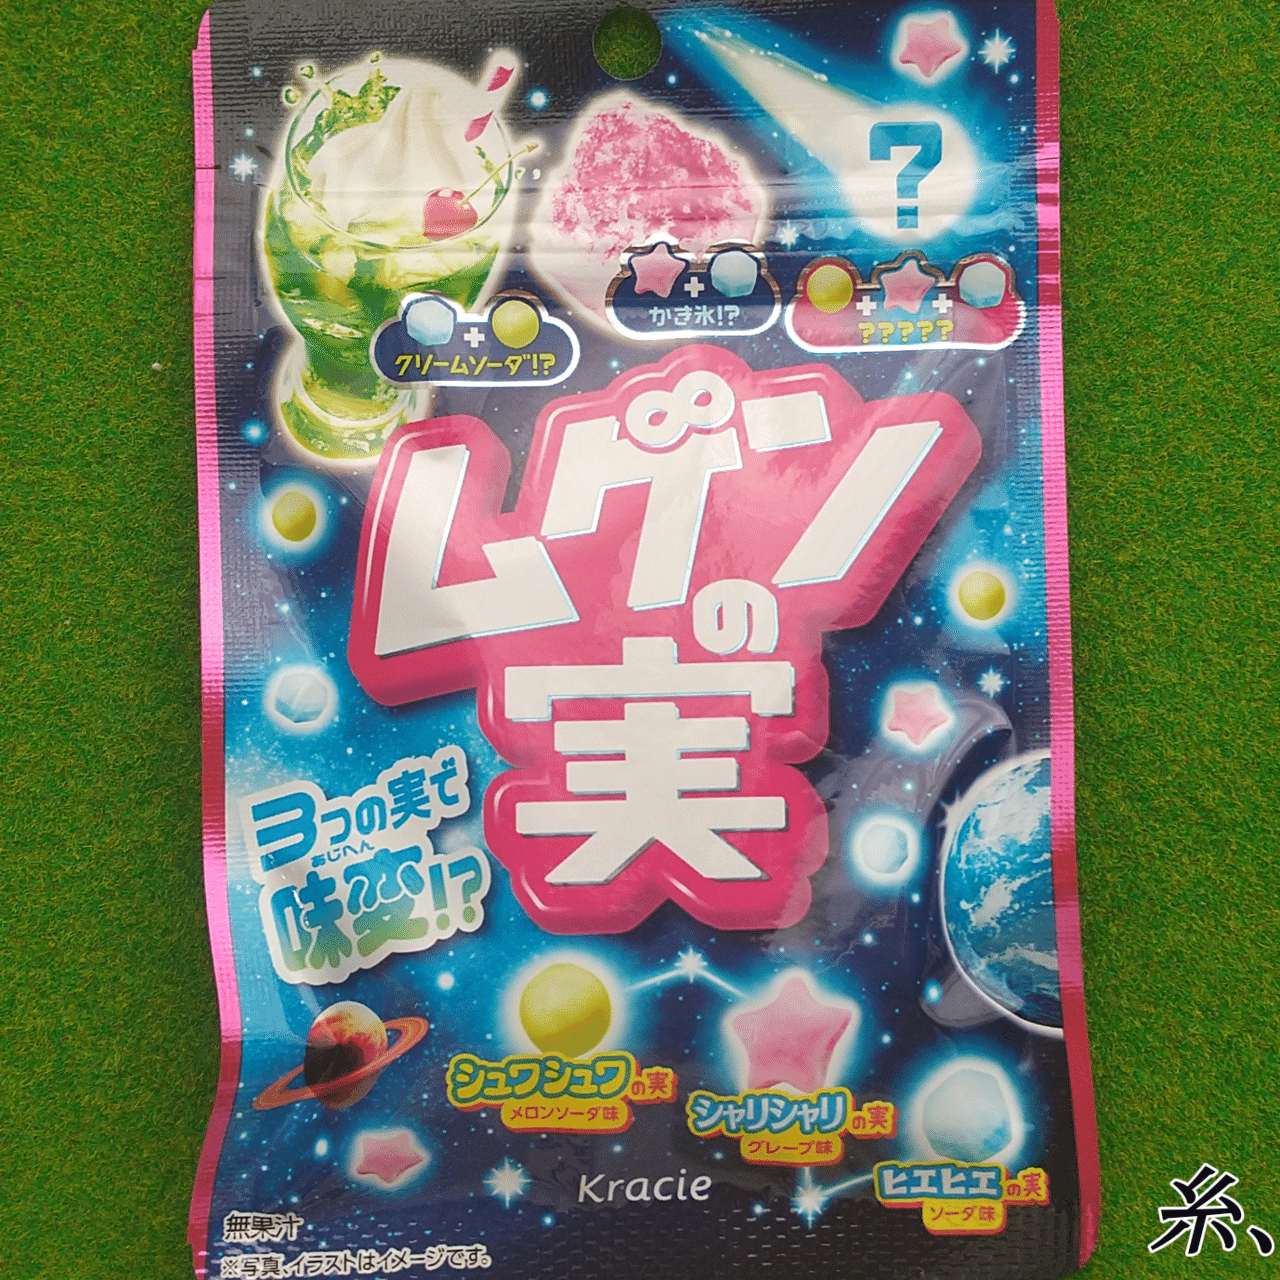 ?
+
かき氷!?
+
+
?????
+
クリームソーダ!?
ムゲンの
実
3つの実で
あじへん
味変!?
シュワシュワの実
メロンソーダ味
シャリシャリの実
グレープ味
ヒエヒエの実
ソーダ味
Kracie
無果汁
※写真、イラストはイメージです。
糸、